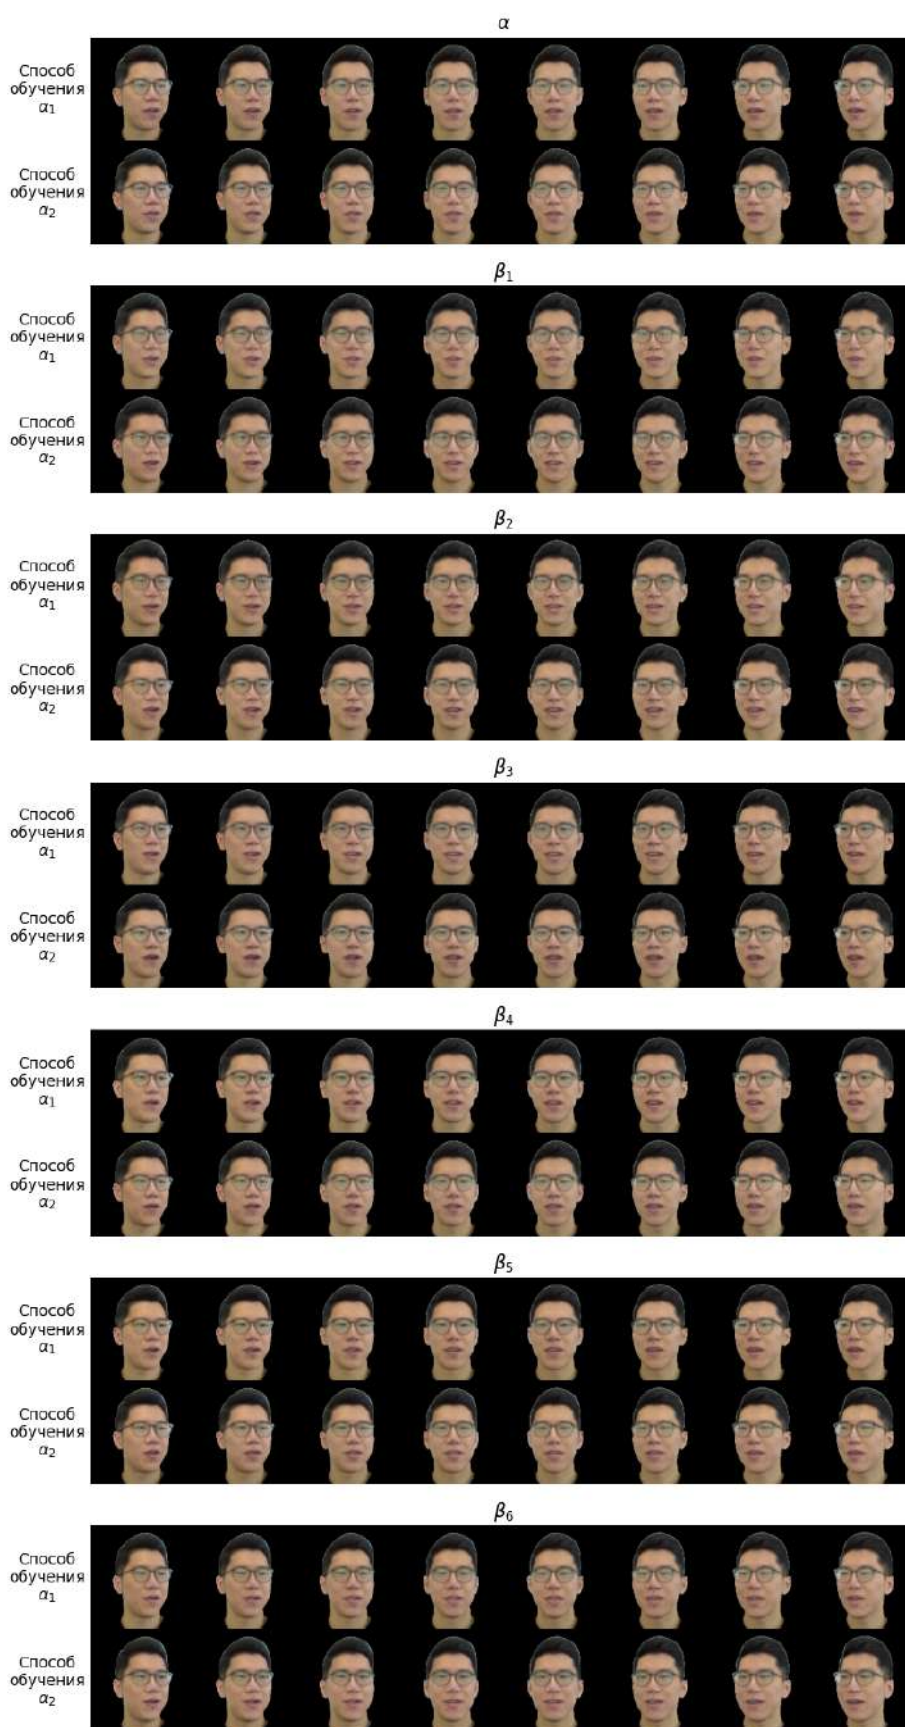 α
Способ
обучения
α₁
Способ
обучения
α₂
β₁
Способ
обучения
α₁
Способ
обучения
α₂
β₂
Способ
обучения
α₁
Способ
обучения
α₂
β₃
Способ
обучения
α₁
Способ
обучения
α₂
β₄
Способ
обучения
α₁
Способ
обучения
α₂
β₅
Способ
обучения
α₁
Способ
обучения
α₂
β₆
Способ
обучения
α₁
Способ
обучения
α₂